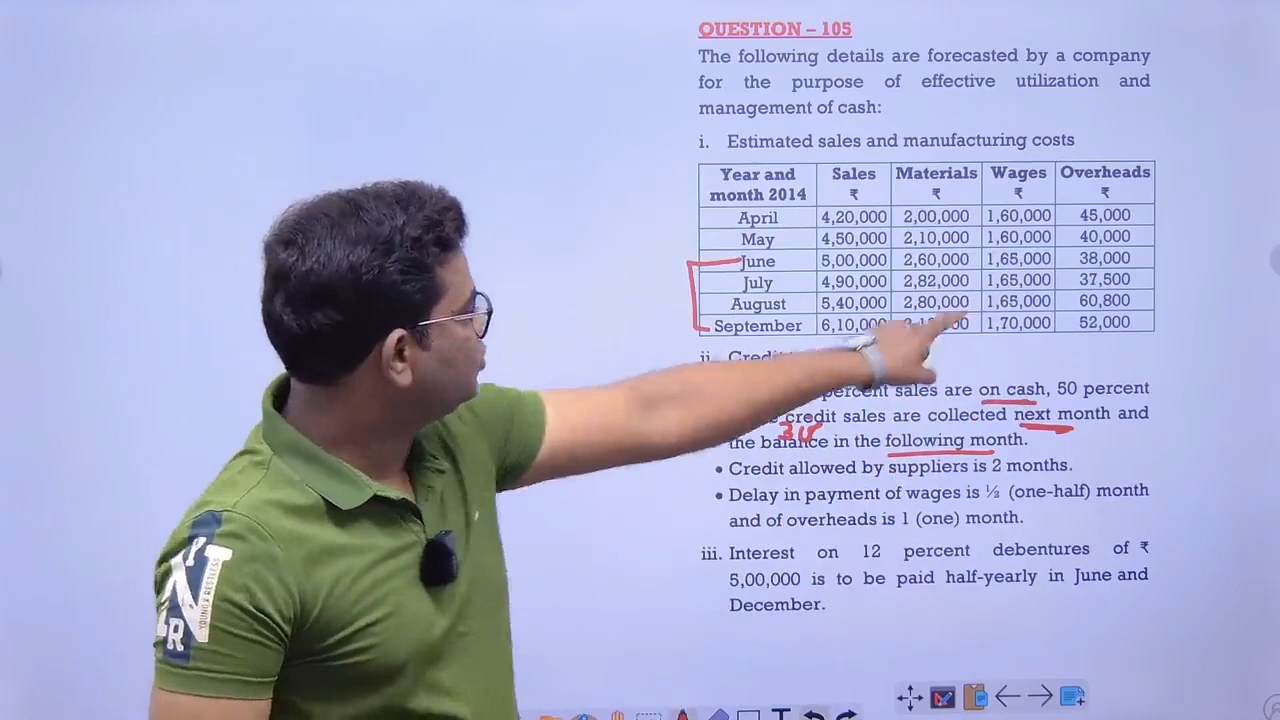 QUESTION – 105
The following details are forecasted by a company
for the purpose of effective utilization and
management of cash:
i. Estimated sales and manufacturing costs
Year and month 2014 Sales ₹ Materials ₹ Wages ₹ Overheads ₹
April 4,20,000 2,00,000 1,60,000 45,000
May 4,50,000 2,10,000 1,60,000 40,000
June 5,00,000 2,60,000 1,65,000 38,000
July 4,90,000 2,82,000 1,65,000 37,500
August 5,40,000 2,80,000 1,65,000 60,800
September 6,10,000 1,70,000 52,000
ii.
percent sales are on cash, 50 percent
credit sales are collected next month and
the balance in the following month.
• Credit allowed by suppliers is 2 months.
• Delay in payment of wages is ½ (one-half) month
and of overheads is 1 (one) month.
iii. Interest on 12 percent debentures of ₹
5,00,000 is to be paid half-yearly in June and
December.
YOUNG & RESTLESS
N
R